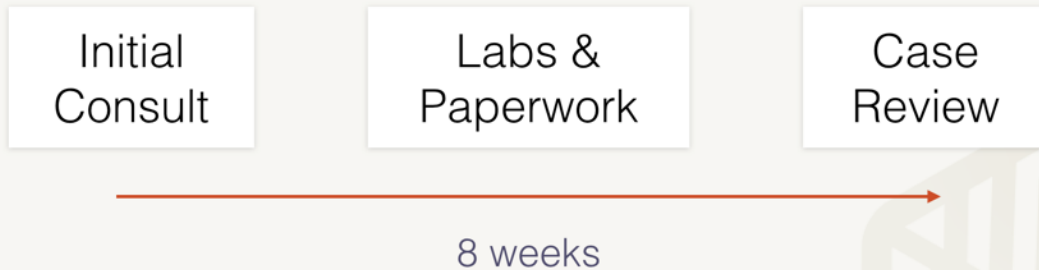 Initial
Consult
Labs &
Paperwork
Case
Review
8 weeks